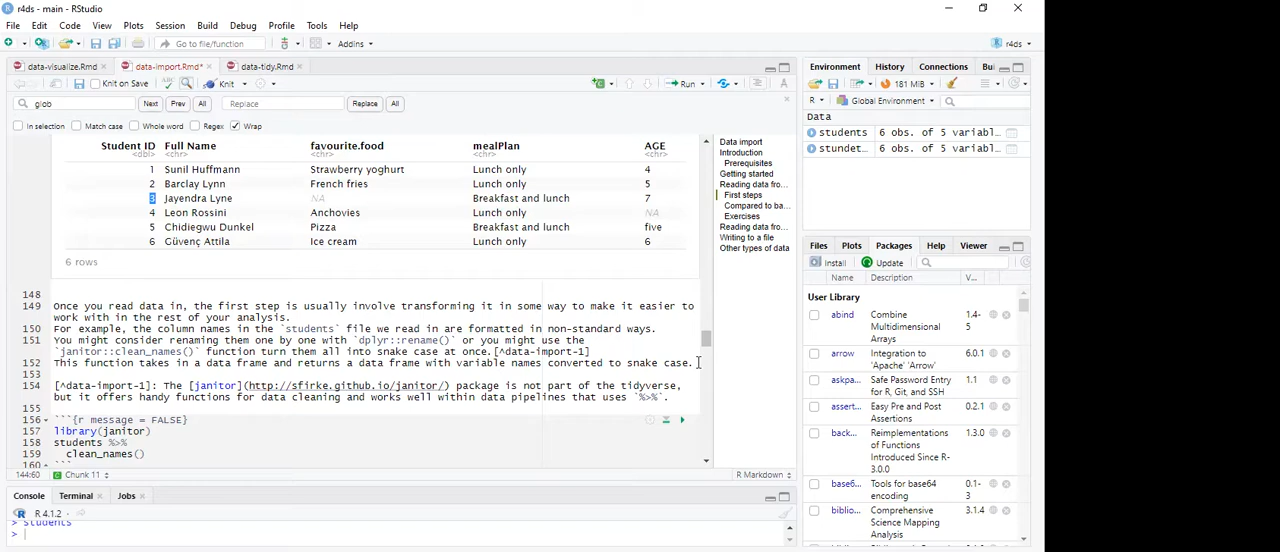 r4ds - main - RStudio
File Edit Code View Plots Session Build Debug Profile Tools Help
Go to file/function Addins r4ds
data-visualize.Rmd data-import.Rmd* data-tidy.Rmd
Knit on Save Knit Run
glob Next Prev All Replace Replace All
In selection Match case Whole word Regex Wrap
Student ID Full Name favourite.food mealPlan AGE
<dbl> <chr> <chr> <chr> <chr>
1 Sunil Huffmann Strawberry yoghurt Lunch only 4
2 Barclay Lynn French fries Lunch only 5
3 Jayendra Lyne NA Breakfast and lunch 7
4 Leon Rossini Anchovies Lunch only NA
5 Chidiegwu Dunkel Pizza Breakfast and lunch five
6 Güvenç Attila Ice cream Lunch only 6
6 rows
148
149 Once you read data in, the first step is usually involve transforming it in some way to make it easier to
work with in the rest of your analysis.
150 For example, the column names in the `students` file we read in are formatted in non-standard ways.
151 You might consider renaming them one by one with `dplyr::rename()` or you might use the
`janitor::clean_names()` function turn them all into snake case at once.[^data-import-1]
152 This function takes in a data frame and returns a data frame with variable names converted to snake case.
153
154 [^data-import-1]: The [janitor](http://sfirke.github.io/janitor/) package is not part of the tidyverse,
but it offers handy functions for data cleaning and works well within data pipelines that uses `%>%`.
155
156 ```{r message = FALSE}
157 library(janitor)
158 students %>%
159 clean_names()
160 ```
144:60 Chunk 11 R Markdown
Data import
Introduction
Prerequisites
Getting started
Reading data fro...
First steps
Compared to ba...
Exercises
Reading data fro...
Writing to a file
Other types of data
Console Terminal Jobs
R 4.1.2
> Students
>
Environment History Connections Bui
181 MiB
R Global Environment
Data
students 6 obs. of 5 variabl...
stundet... 6 obs. of 5 variabl...
Files Plots Packages Help Viewer
Install Update
Name Description V...
User Library
abind Combine Multidimensional Arrays 1.4-5
arrow Integration to 'Apache' 'Arrow' 6.0.1
askpa... Safe Password Entry for R, Git, and SSH 1.1
assert... Easy Pre and Post Assertions 0.2.1
back... Reimplementations of Functions Introduced Since R-3.0.0 1.3.0
base6... Tools for base64 encoding 0.1-3
biblio... Comprehensive Science Mapping Analysis 3.1.4